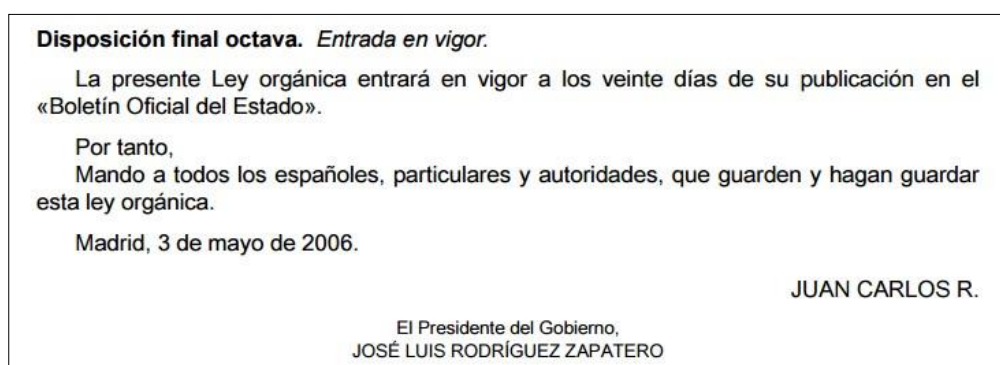 Disposición final octava. Entrada en vigor.
La presente Ley orgánica entrará en vigor a los veinte días de su publicación en el
«Boletín Oficial del Estado».
Por tanto,
Mando a todos los españoles, particulares y autoridades, que guarden y hagan guardar
esta ley orgánica.
Madrid, 3 de mayo de 2006.
JUAN CARLOS R.
El Presidente del Gobierno,
JOSÉ LUIS RODRÍGUEZ ZAPATERO